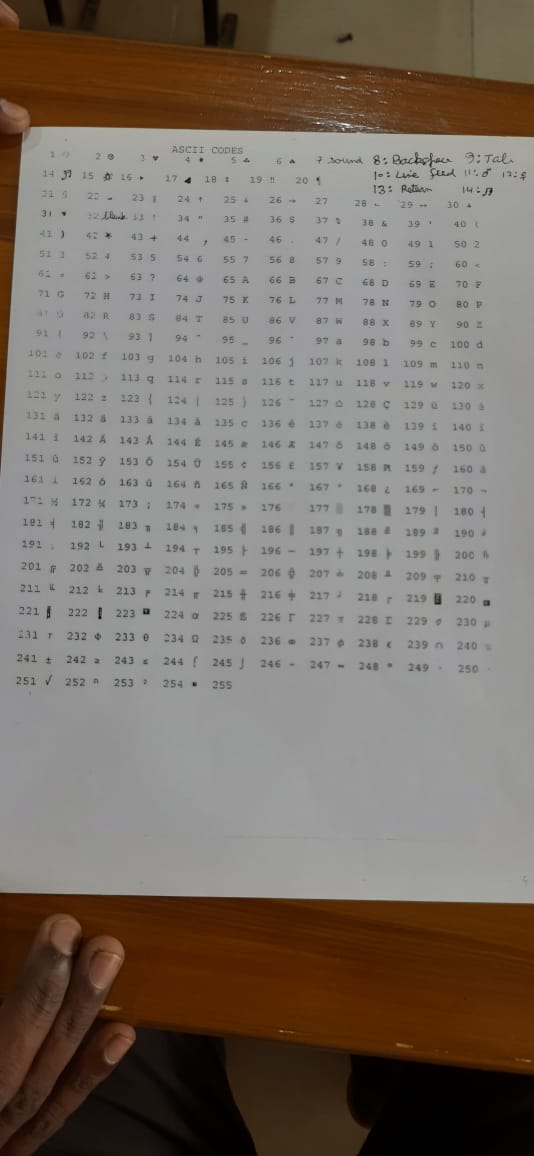 ASCII CODES
1 ☺ 2 ☻ 3 ♥ 4 ♦ 5 ♣ 6 ♠ 7 sound 8: Backspace 9: Tab
10: Line feed 11: ♂ 12: ♀
13: Return 14: ♫
14 ♫ 15 ☼ 16 ► 17 ◄ 18 ↕ 19 ‼ 20 ¶
21 § 22 ▬ 23 ↨ 24 ↑ 25 ↓ 26 → 27 28 ∟ 29 ↔ 30 ▲
31 ▼ 32 blank 33 ! 34 " 35 # 36 $ 37 % 38 & 39 ' 40 (
41 ) 42 * 43 + 44 , 45 - 46 . 47 / 48 0 49 1 50 2
51 3 52 4 53 5 54 6 55 7 56 8 57 9 58 : 59 ; 60 <
61 = 62 > 63 ? 64 @ 65 A 66 B 67 C 68 D 69 E 70 F
71 G 72 H 73 I 74 J 75 K 76 L 77 M 78 N 79 O 80 P
81 Q 82 R 83 S 84 T 85 U 86 V 87 W 88 X 89 Y 90 Z
91 [ 92 \ 93 ] 94 ^ 95 _ 96 ` 97 a 98 b 99 c 100 d
101 e 102 f 103 g 104 h 105 i 106 j 107 k 108 l 109 m 110 n
111 o 112 p 113 q 114 r 115 s 116 t 117 u 118 v 119 w 120 x
121 y 122 z 123 { 124 | 125 } 126 ~ 127 ⌂ 128 Ç 129 ü 130 é
131 â 132 ä 133 à 134 å 135 ç 136 ê 137 ë 138 è 139 ï 140 î
141 ì 142 Ä 143 Å 144 É 145 æ 146 Æ 147 ô 148 ö 149 ò 150 û
151 ù 152 ÿ 153 Ö 154 Ü 155 ¢ 156 £ 157 ¥ 158 ₧ 159 ƒ 160 á
161 í 162 ó 163 ú 164 ñ 165 Ñ 166 ª 167 º 168 ¿ 169 ⌐ 170 ¬
171 ½ 172 ¼ 173 ¡ 174 « 175 » 176 ░ 177 ▒ 178 ▓ 179 │ 180 ┤
181 ╡ 182 ╢ 183 ╖ 184 ╕ 185 ╣ 186 ║ 187 ╗ 188 ╝ 189 ╜ 190 ╛
191 ┐ 192 └ 193 ┴ 194 ┬ 195 ├ 196 ─ 197 ┼ 198 ╞ 199 ╟ 200 ╚
201 ╔ 202 ╩ 203 ╦ 204 ╠ 205 ═ 206 ╬ 207 ╧ 208 ╨ 209 ╤ 210 ╥
211 ╙ 212 ╘ 213 ╒ 214 ╓ 215 ╫ 216 ╪ 217 ┘ 218 ┌ 219 █ 220 ▄
221 ▌ 222 ▐ 223 ▀ 224 α 225 ß 226 Γ 227 π 228 Σ 229 σ 230 µ
231 τ 232 Φ 233 θ 234 Ω 235 δ 236 ∞ 237 φ 238 ε 239 ∩ 240 ≡
241 ± 242 ≥ 243 ≤ 244 ⌠ 245 ⌡ 246 ÷ 247 ≈ 248 ° 249 ∙ 250 ·
251 √ 252 ⁿ 253 ² 254 ■ 255